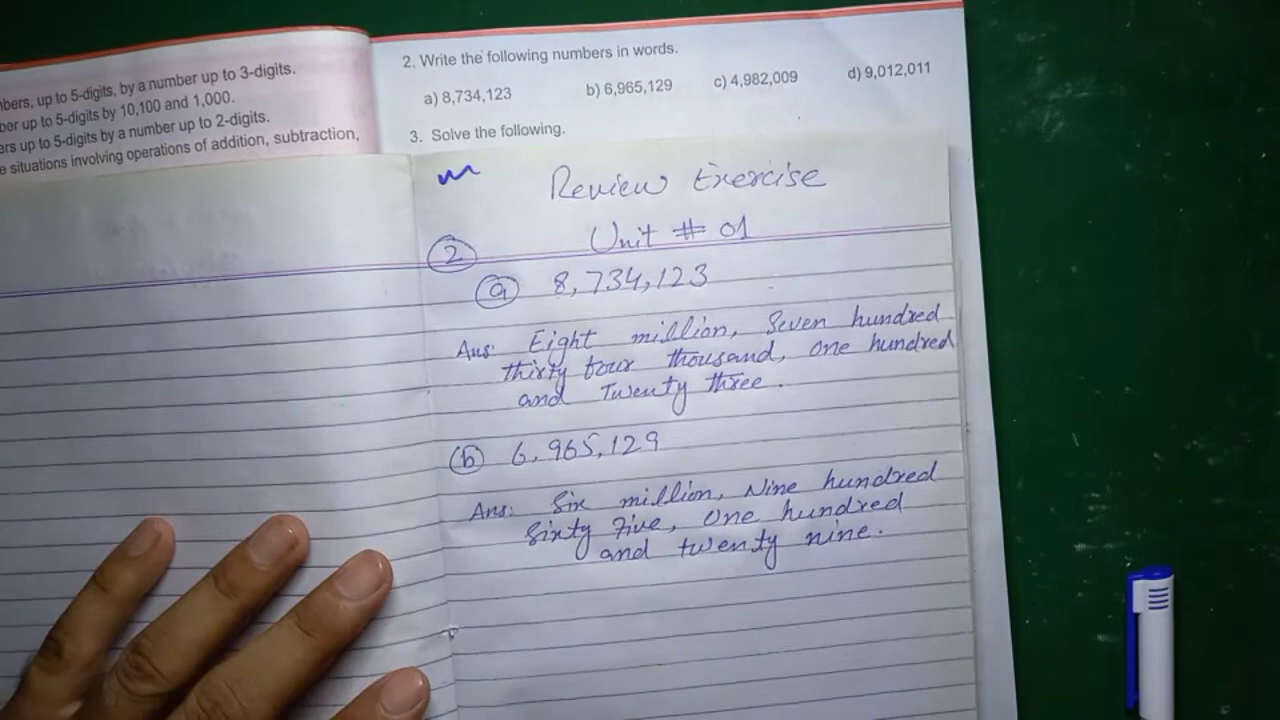 mbers, up to 5-digits, by a number up to 3-digits.
ber up to 5-digits by 10,100 and 1,000.
ers up to 5-digits by a number up to 2-digits.
e situations involving operations of addition, subtraction,
2. Write the following numbers in words.
a) 8,734,123 b) 6,965,129 c) 4,982,009 d) 9,012,011
3. Solve the following.
Review Exercise
Unit # 01
2
a 8,734,123
Ans: Eight million, Seven hundred
thirty four thousand, one hundred
and Twenty three.
b 6,965,129
Ans: Six million, Nine hundred
Sixty Five, One hundred
and twenty nine.